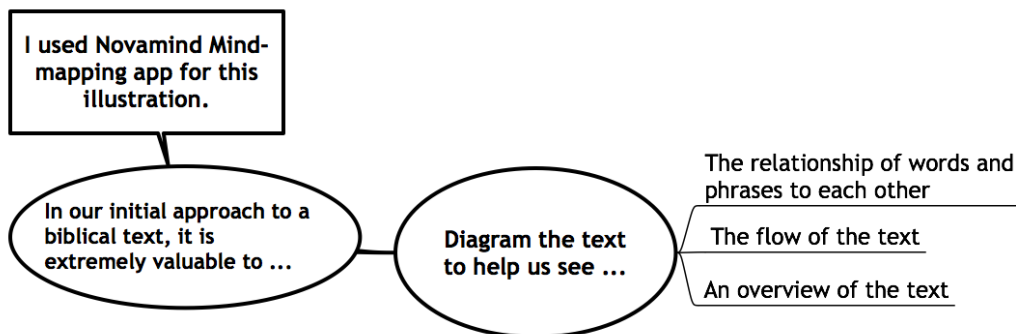 I used Novamind Mind-
mapping app for this
illustration.
In our initial approach to a
biblical text, it is
extremely valuable to ...
Diagram the text
to help us see ...
The relationship of words and
phrases to each other
The flow of the text
An overview of the text